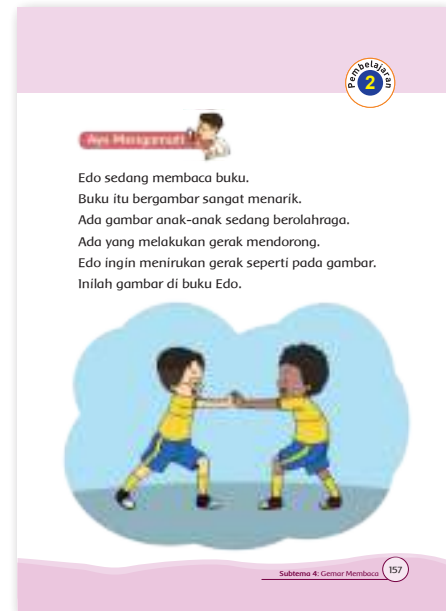 Pembelajaran
2
Ayo Mengamati
Edo sedang membaca buku.
Buku itu bergambar sangat menarik.
Ada gambar anak-anak sedang berolahraga.
Ada yang melakukan gerak mendorong.
Edo ingin menirukan gerak seperti pada gambar.
Inilah gambar di buku Edo.
Subtema 4: Gemar Membaca 157